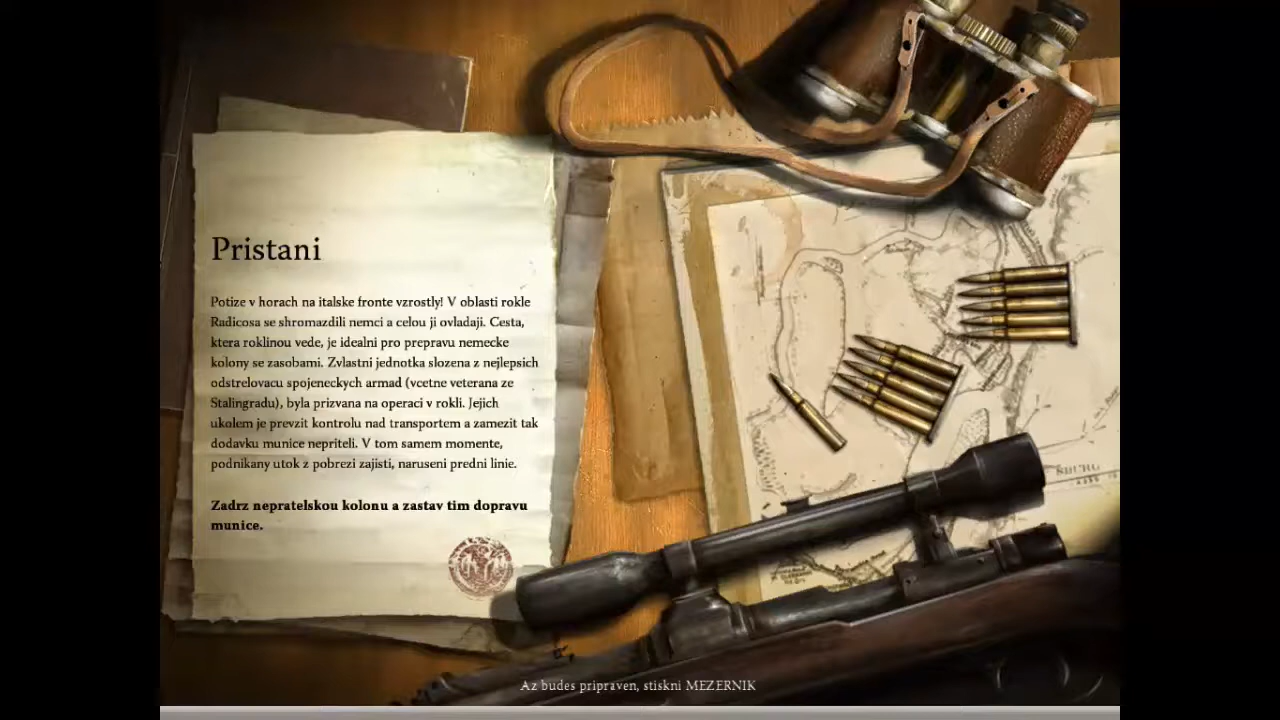 Pristani
Potize v horach na italske fronte vzrostly! V oblasti rokle
Radicosa se shromazdili nemci a celou ji ovladaji. Cesta,
ktera roklinou vede, je idealni pro prepravu nemecke
kolony se zasobami. Zvlastni jednotka slozena z nejlepsich
odstrelovacu spojeneckych armad (vcetne veterana ze
Stalingradu), byla prizvana na operaci v rokli. Jejich
ukolem je prevzit kontrolu nad transportem a zamezit tak
dodavku munice nepriteli. V tom samem momente,
podnikany utok z pobrezi zajisti, naruseni predni linie.
Zadrz nepratelskou kolonu a zastav tim dopravu
munice.
Az budes pripraven, stiskni MEZERNIK